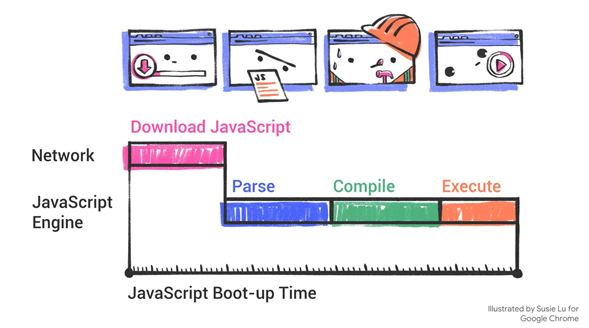 JS
Download JavaScript
Network
Parse
Compile
Execute
JavaScript
Engine
JavaScript Boot-up Time
Illustrated by Susie Lu for
Google Chrome